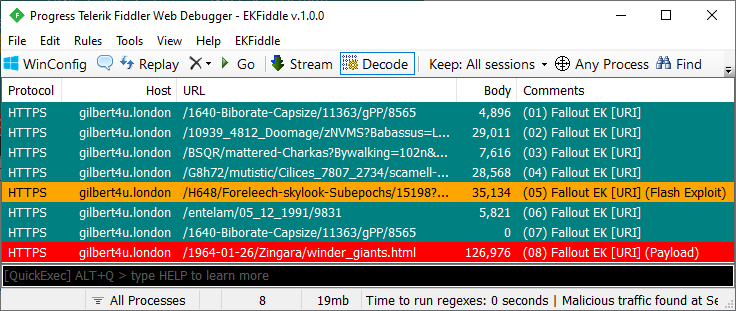 Progress Telerik Fiddler Web Debugger - EKFiddle v.1.0.0
File Edit Rules Tools View Help
WinConfig Replay Go Stream Decode Keep: All sessions Any Process Find
Protocol Host URL Body Comments
HTTPS gilbert4u.london /1640-Biborate-Capsize/11363/gPP/8565 4,896 (01) Fallout EK [URI]
HTTPS gilbert4u.london /10939_4812_Doomage/zNVMS?Babassus=L... 29,011 (02) Fallout EK [URI]
HTTPS gilbert4u.london /BSQR/mattered-Charkas?Bywalking=102n&... 7,616 (03) Fallout EK [URI]
HTTPS gilbert4u.london /G8h72/mutistic/Cilices_7807_2734/scamell-... 28,568 (04) Fallout EK [URI]
HTTPS gilbert4u.london /H648/Foreleech-skylook-Subepochs/15198?... 35,134 (05) Fallout EK [URI] (Flash Exploit)
HTTPS gilbert4u.london /entelam/05_12_1991/9831 5,821 (06) Fallout EK [URI]
HTTPS gilbert4u.london /1640-Biborate-Capsize/11363/gPP/8565 0 (07) Fallout EK [URI]
HTTPS gilbert4u.london /1964-01-26/Zingara/winder_giants.html 126,976 (08) Fallout EK [URI] (Payload)
[QuickExec] ALT+Q > type HELP to learn more
All Processes 8 19mb Time to run regexes: 0 seconds | Malicious traffic found at Se